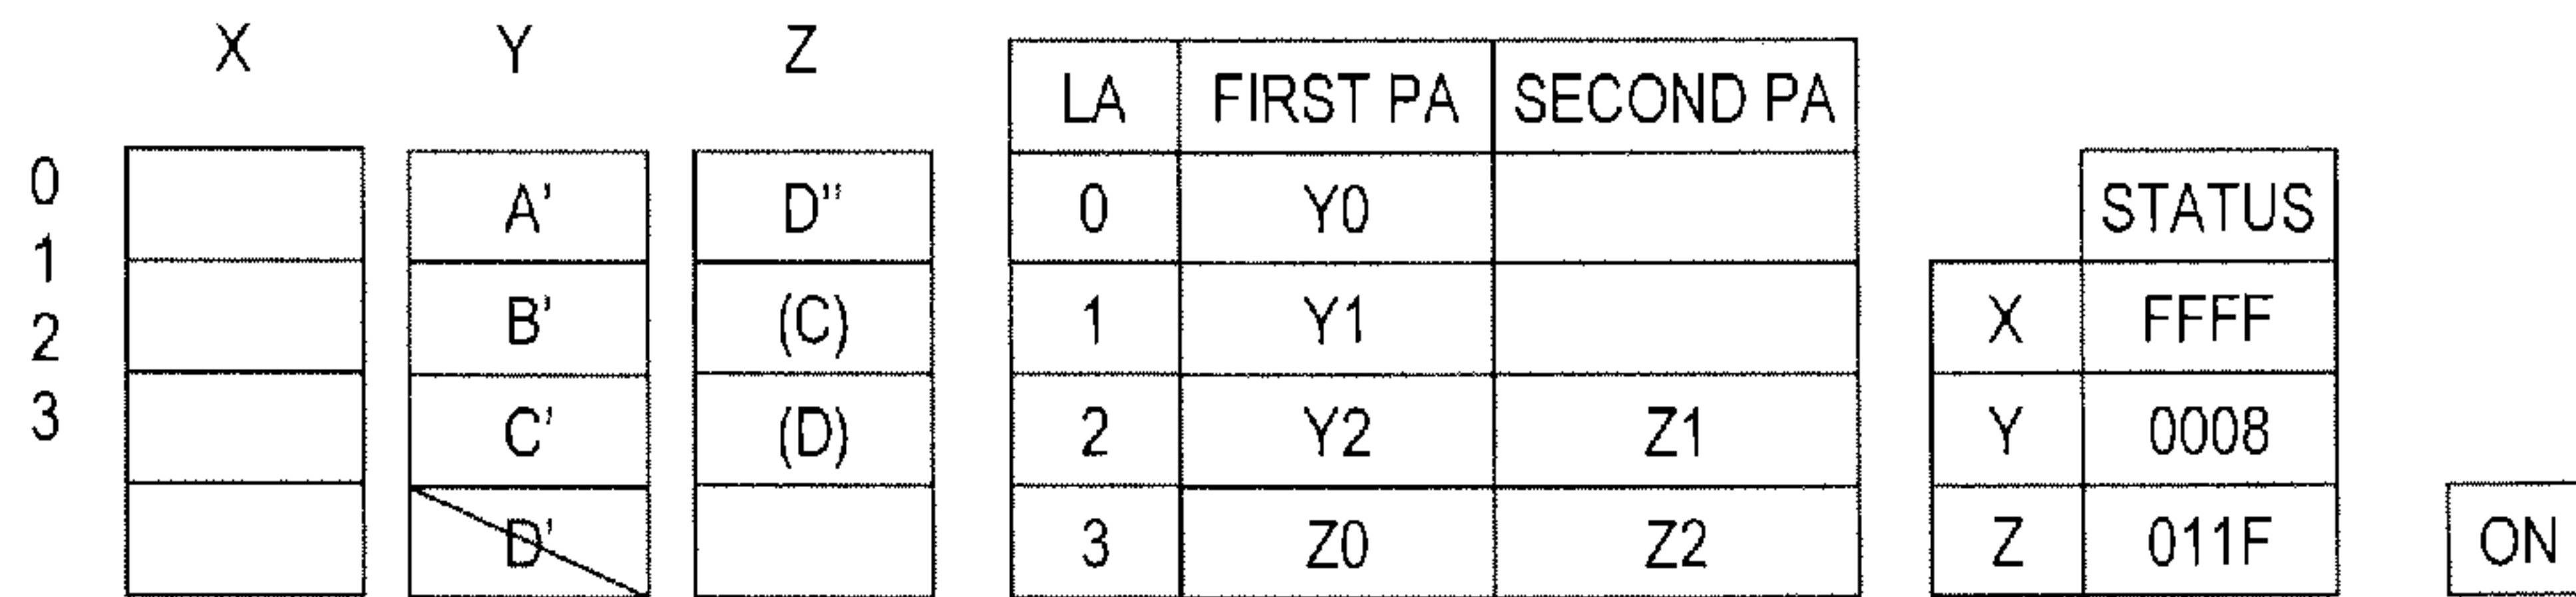 X Y Z
LA FIRST PA SECOND PA
0 A' D" 0 Y0 STATUS
1 B' (C) 1 Y1 X FFFF
2 C' (D) 2 Y2 Z1 Y 0008
3 D' 3 Z0 Z2 Z 011F ON